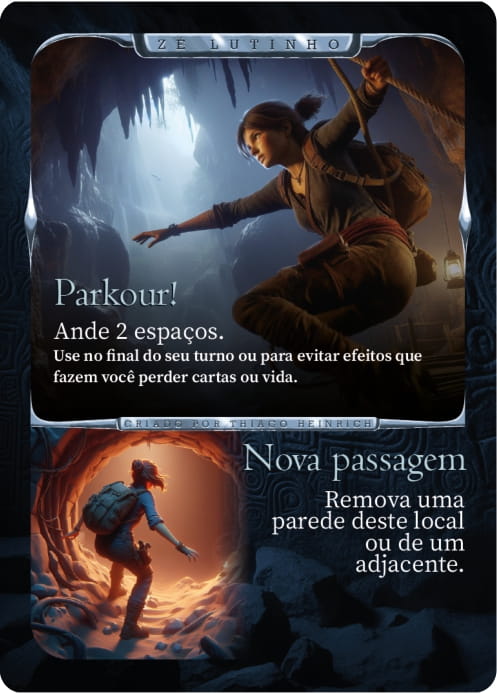 ZÉ LUTINHO
Parkour!
Ande 2 espaços.
Use no final do seu turno ou para evitar efeitos que
fazem você perder cartas ou vida.
CRIADO POR THIAGO HEINRICH
Nova passagem
Remova uma
parede deste local
ou de um
adjacente.